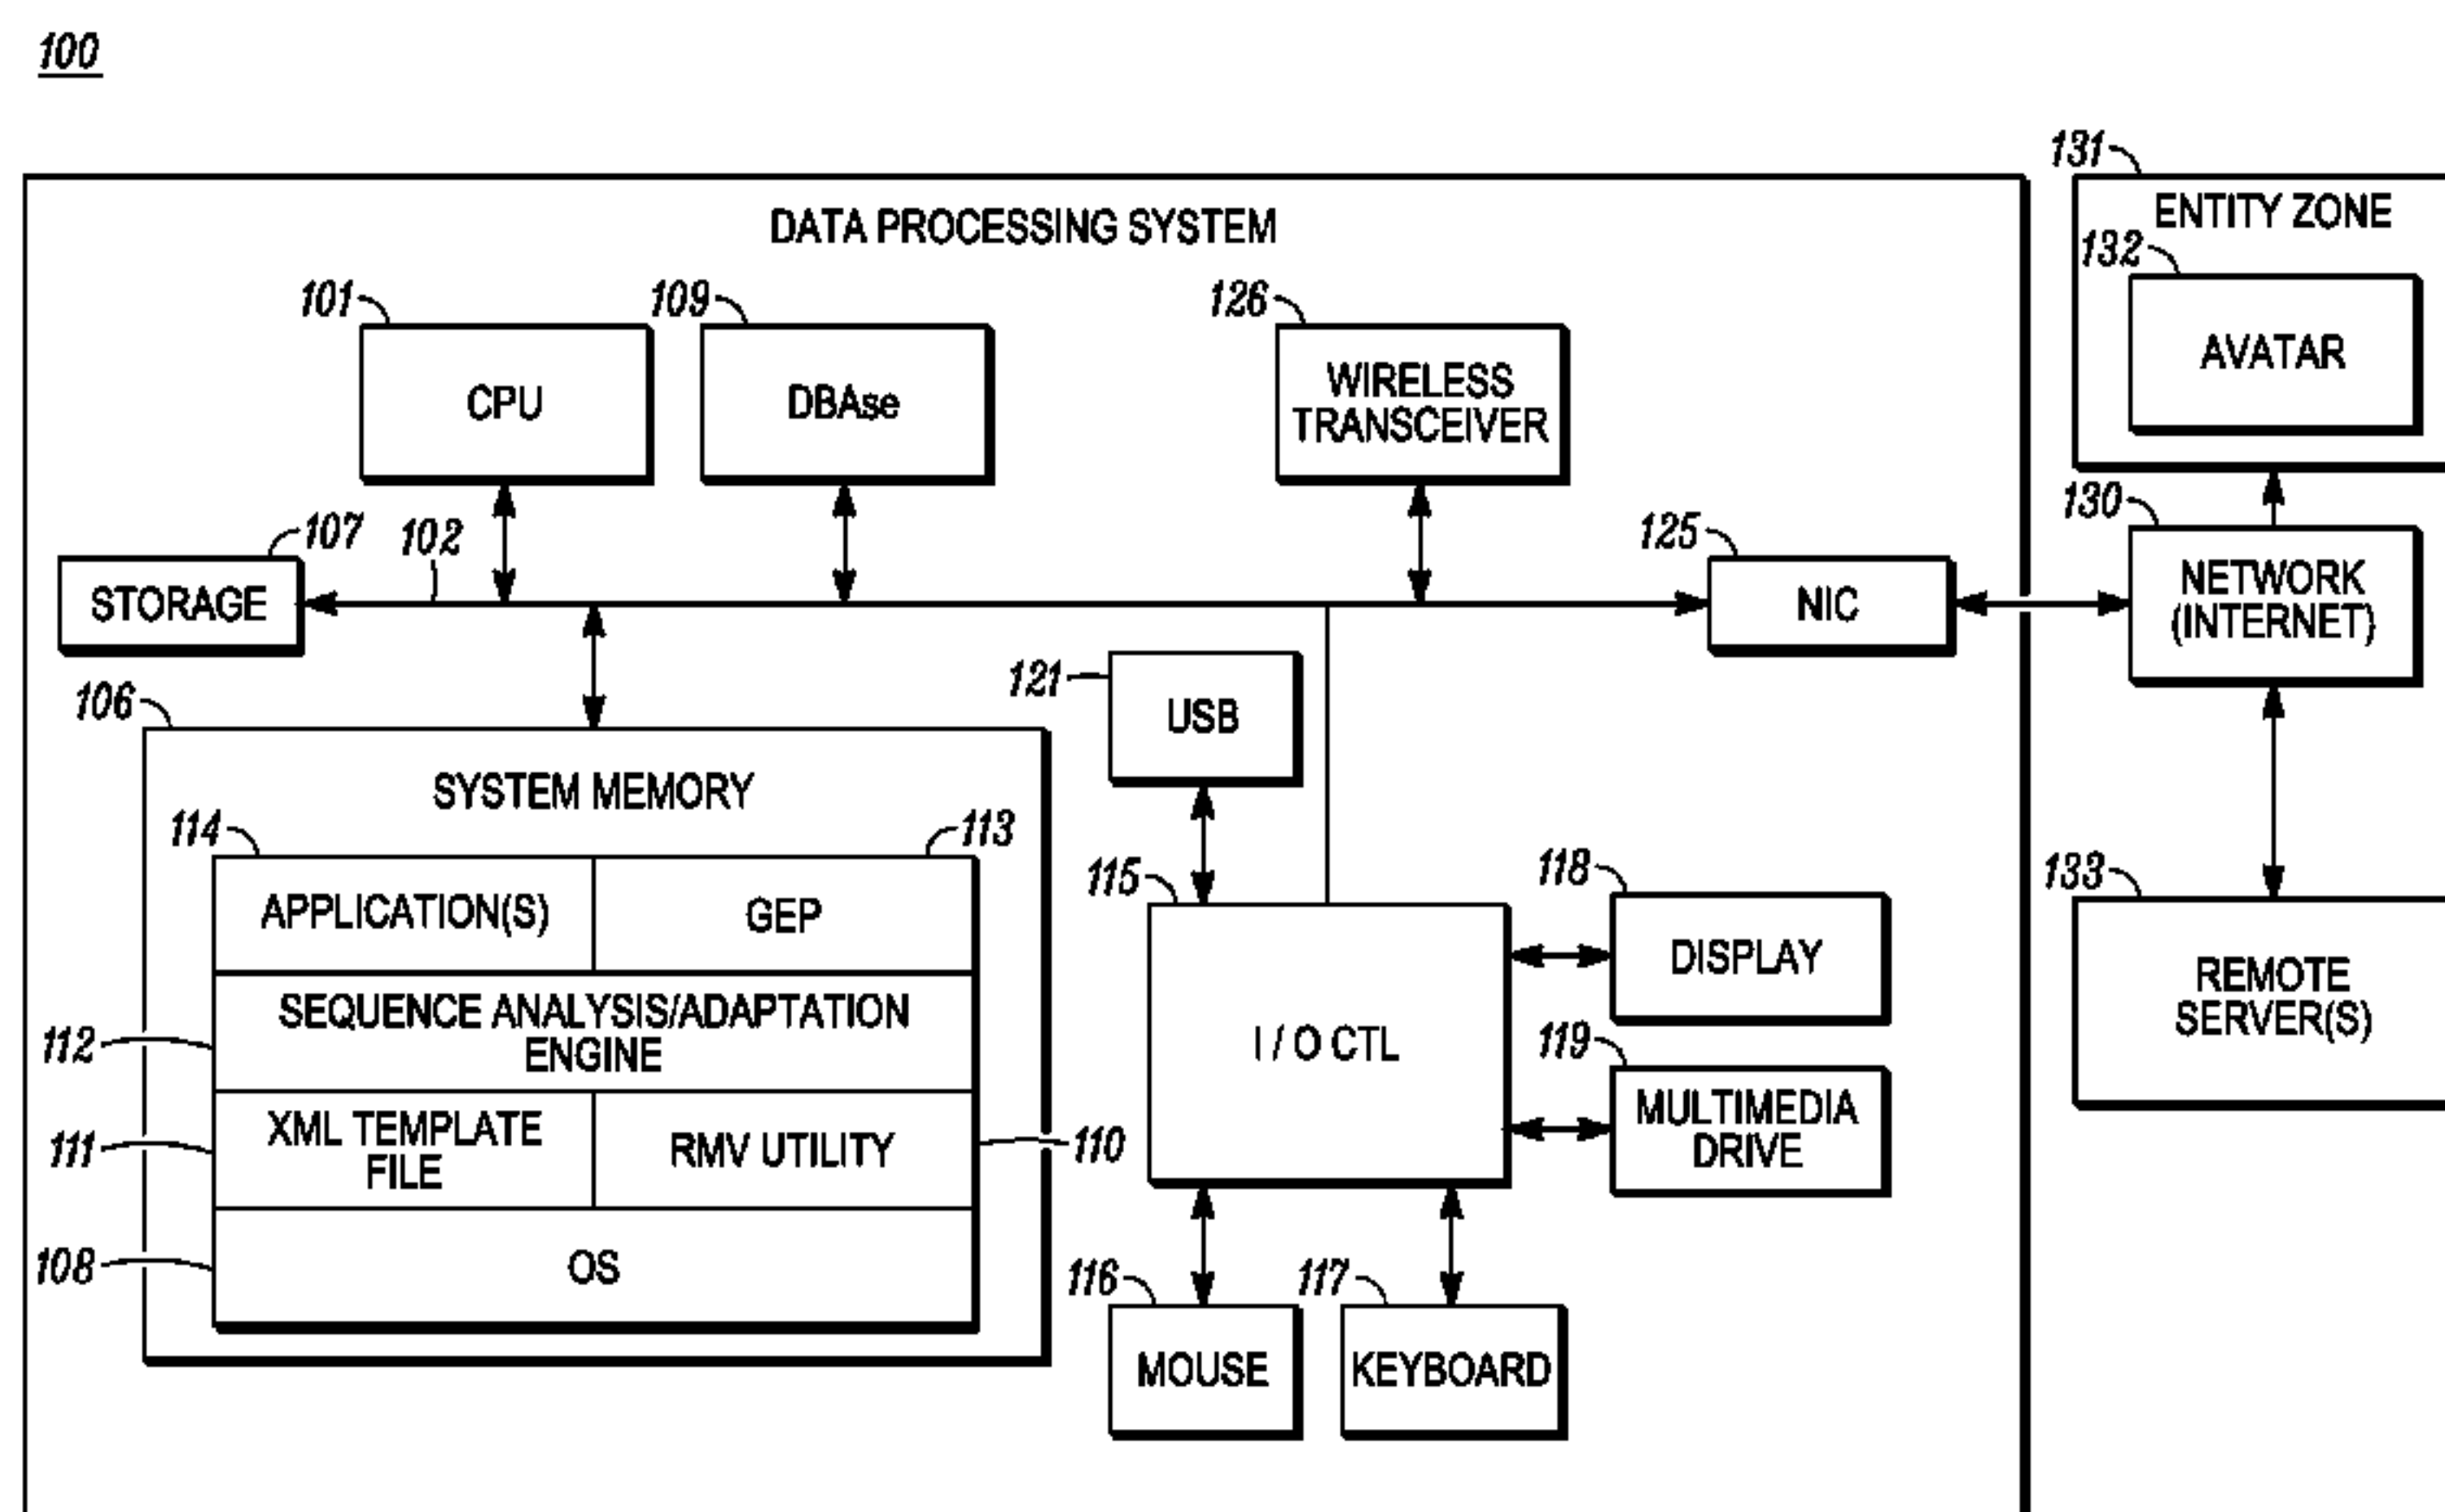 100
131
DATA PROCESSING SYSTEM
ENTITY ZONE
132
AVATAR
101
109
126
CPU
DBAse
WIRELESS
TRANSCEIVER
107
102
125
130
STORAGE
NIC
NETWORK
(INTERNET)
106
121
USB
SYSTEM MEMORY
114
113
115
118
133
APPLICATION(S)
GEP
DISPLAY
REMOTE
SERVER(S)
112
SEQUENCE ANALYSIS/ADAPTATION
ENGINE
I / O CTL
119
MULTIMEDIA
DRIVE
111
XML TEMPLATE
FILE
RMV UTILITY
110
108
OS
116
117
MOUSE
KEYBOARD